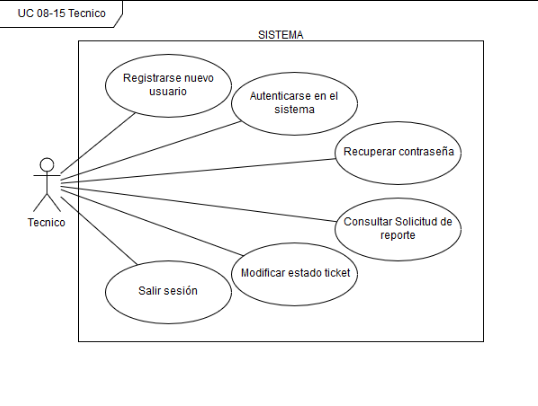 UC 08-15 Tecnico
SISTEMA
Registrarse nuevo
usuario
Autenticarse en el
sistema
Recuperar contraseña
Consultar Solicitud de
reporte
Modificar estado ticket
Salir sesión
Tecnico